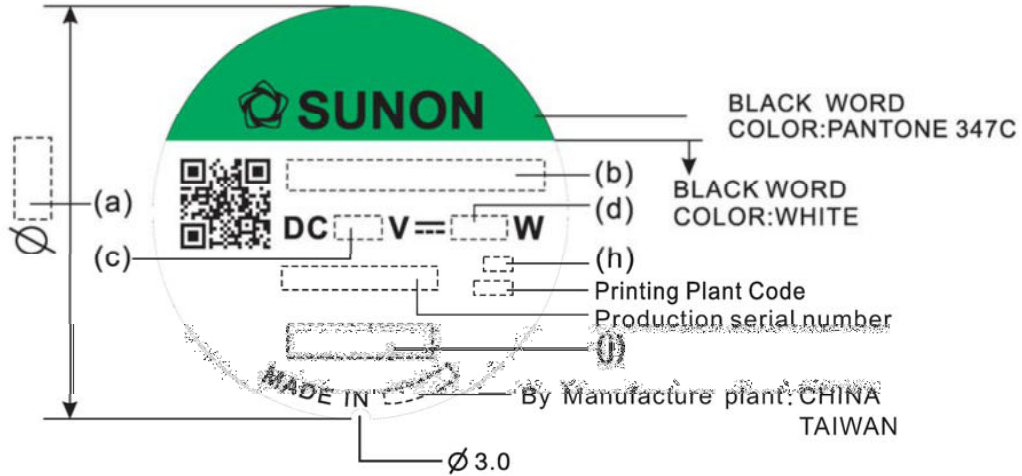 SUNON
BLACK WORD
COLOR:PANTONE 347C
BLACK WORD
COLOR:WHITE
(a)
(b)
DC V W
(d)
(c)
(h)
Printing Plant Code
Production serial number
MADE IN
By Manufacture plant: CHINA
TAIWAN
Ø
Ø 3.0